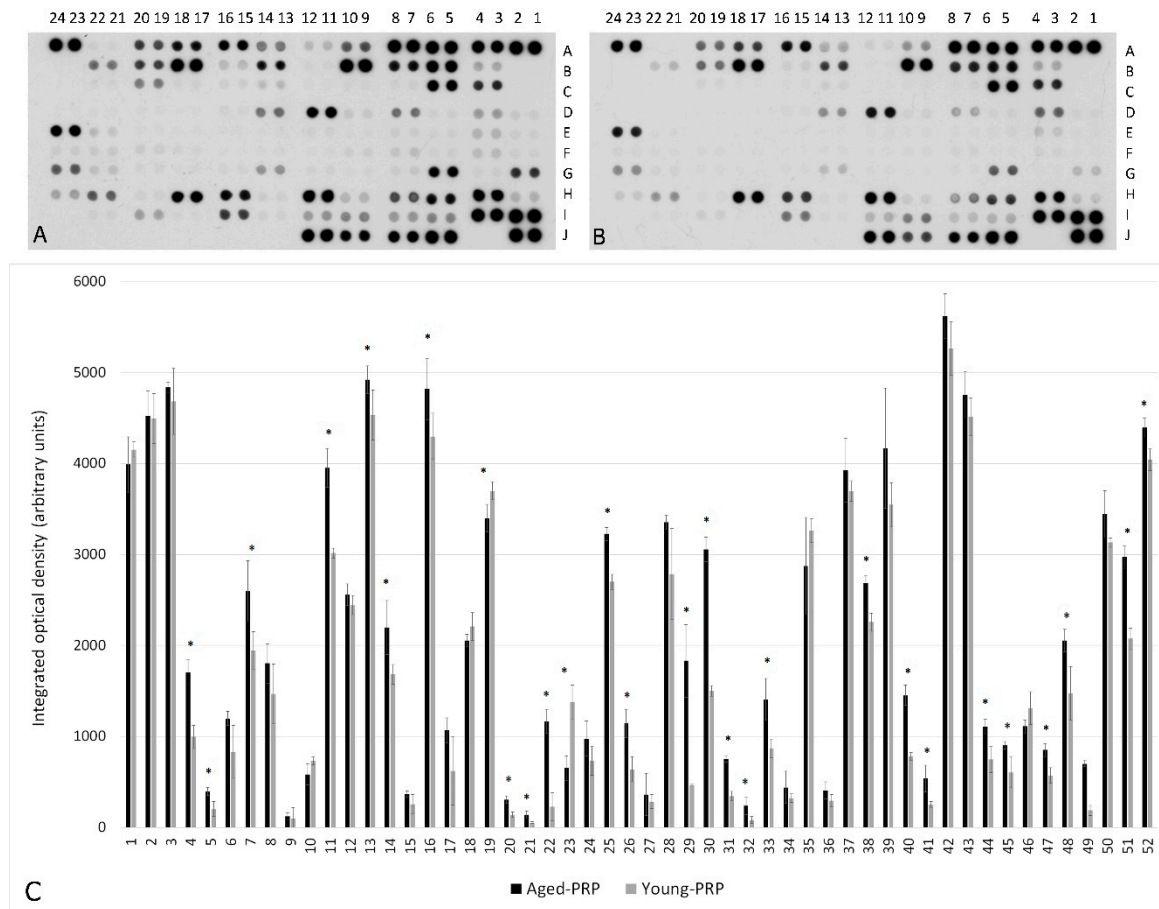 24 23 22 21 20 19 18 17 16 15 14 13 12 11 10 9 8 7 6 5 4 3 2 1
A
B
C
D
E
F
G
H
I
J
A
24 23 22 21 20 19 18 17 16 15 14 13 12 11 10 9 8 7 6 5 4 3 2 1
A
B
C
D
E
F
G
H
I
J
B
Integrated optical density (arbitrary units)
6000
5000
4000
3000
2000
1000
0
* * * * * * * * * * * * * * * * * * * * * * * * * *
1 2 3 4 5 6 7 8 9 10 11 12 13 14 15 16 17 18 19 20 21 22 23 24 25 26 27 28 29 30 31 32 33 34 35 36 37 38 39 40 41 42 43 44 45 46 47 48 49 50 51 52
Aged-PRP Young-PRP
C